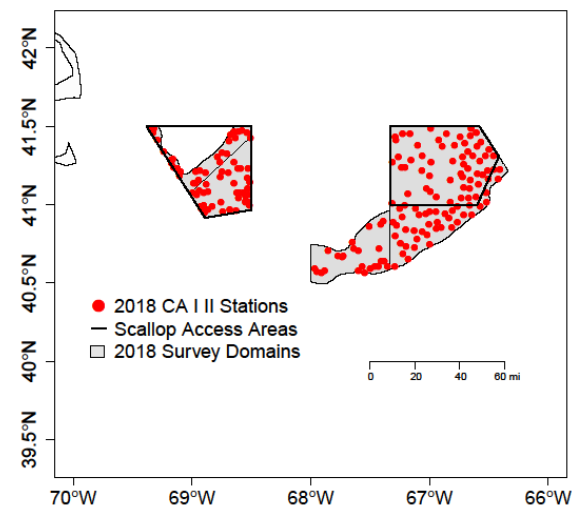 42°N
41.5°N
41°N
40.5°N
40°N
39.5°N
2018 CA I II Stations
Scallop Access Areas
2018 Survey Domains
0 20 40 60 mi
70°W 69°W 68°W 67°W 66°W